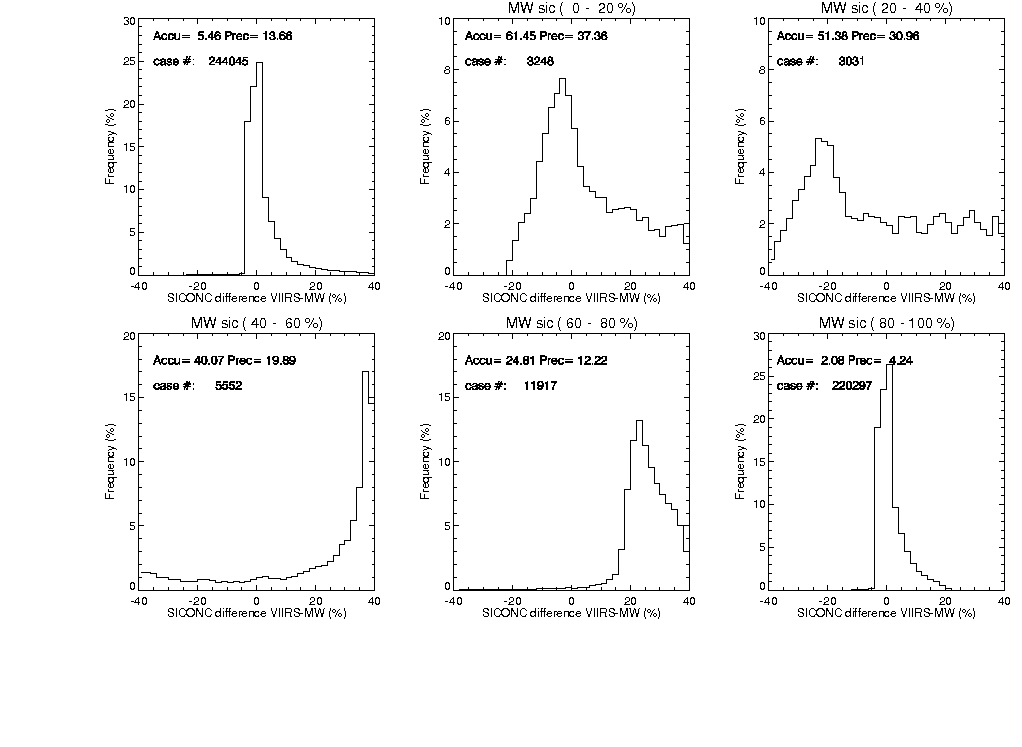 30
25
20
15
10
5
0
Frequency (%)
Accu= 5.46 Prec= 13.66
case #: 244045
-40 -20 0 20 40
SICONC difference VIIRS-MW (%)
MW sic ( 0 - 20 %)
10
8
6
4
2
0
Frequency (%)
Accu= 61.45 Prec= 37.36
case #: 3248
-40 -20 0 20 40
SICONC difference VIIRS-MW (%)
MW sic ( 20 - 40 %)
10
8
6
4
2
0
Frequency (%)
Accu= 51.38 Prec= 30.96
case #: 3031
-40 -20 0 20 40
SICONC difference VIIRS-MW (%)
MW sic ( 40 - 60 %)
20
15
10
5
0
Frequency (%)
Accu= 40.07 Prec= 19.89
case #: 5552
-40 -20 0 20 40
SICONC difference VIIRS-MW (%)
MW sic ( 60 - 80 %)
20
15
10
5
0
Frequency (%)
Accu= 24.81 Prec= 12.22
case #: 11917
-40 -20 0 20 40
SICONC difference VIIRS-MW (%)
MW sic ( 80 - 100 %)
30
25
20
15
10
5
0
Frequency (%)
Accu= 2.08 Prec= 4.24
case #: 220297
-40 -20 0 20 40
SICONC difference VIIRS-MW (%)